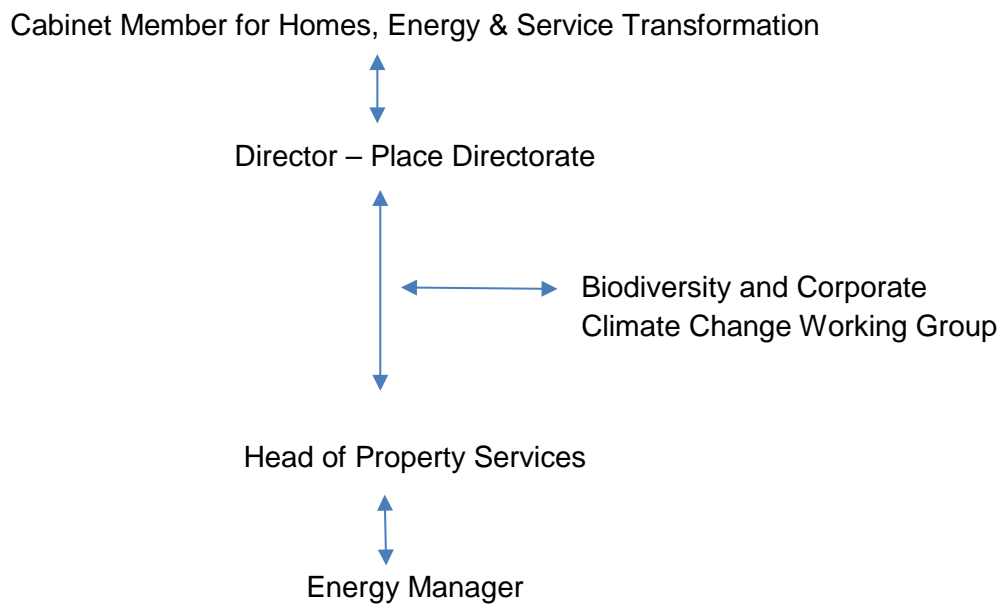 Cabinet Member for Homes, Energy & Service Transformation
Director – Place Directorate
Biodiversity and Corporate
Climate Change Working Group
Head of Property Services
Energy Manager